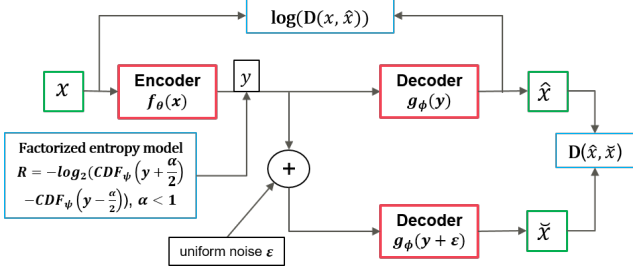 log(D(x, x̂))
x
Encoder
f_θ(x)
y
Decoder
g_ϕ(y)
x̂
Factorized entropy model
R = −log₂(CDF_ψ(y + α/2)
−CDF_ψ(y − α/2)), α < 1
+
D(x̂, x̌)
uniform noise ε
Decoder
g_ϕ(y + ε)
x̌